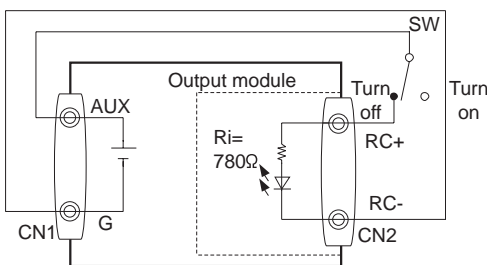 SW
Output module
Turn
off
Turn
on
AUX
Ri=
780Ω
RC+
RC-
G
CN1
CN2